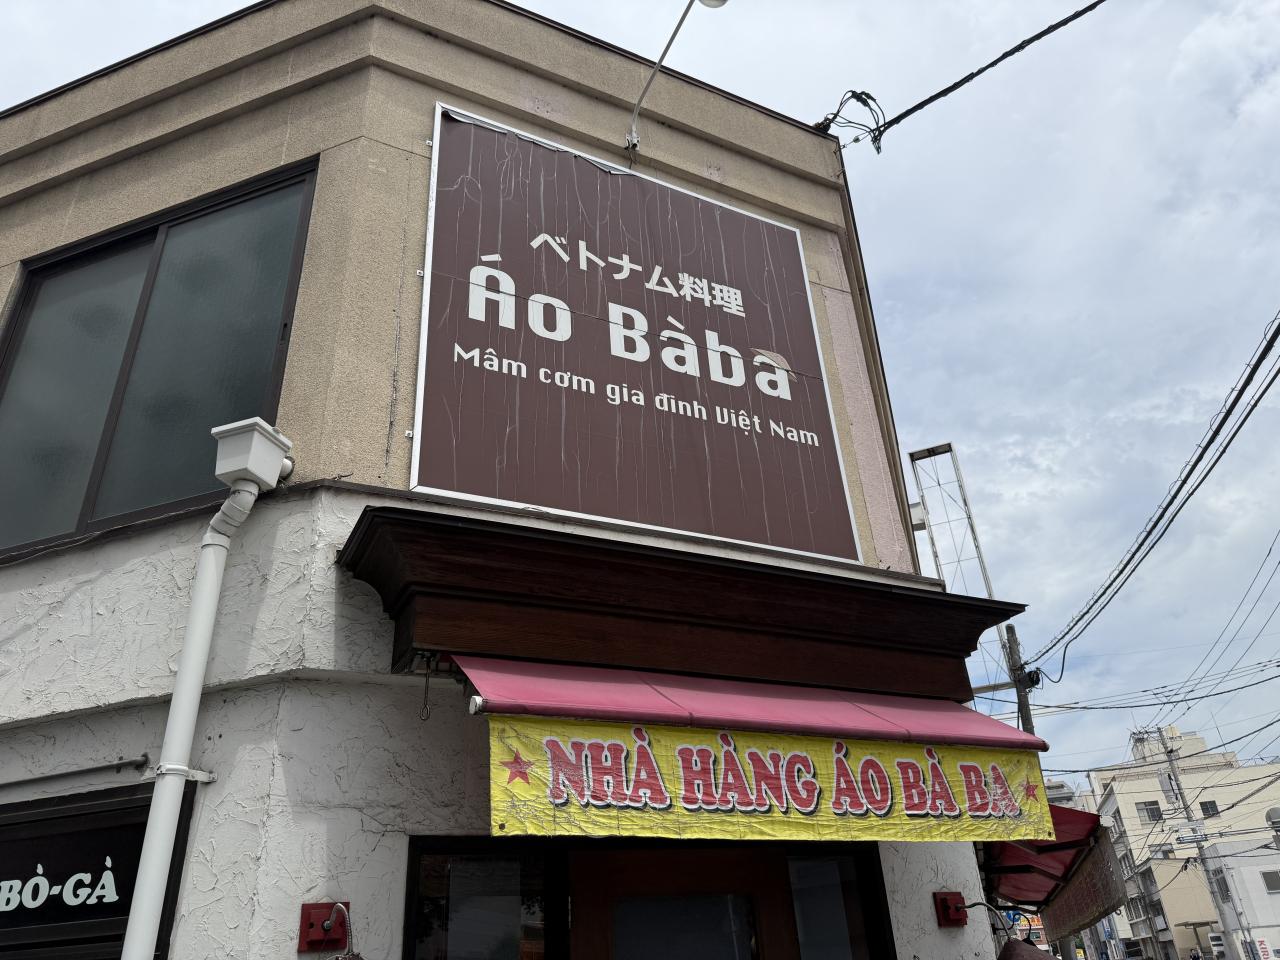 ベトナム料理
Áo Bàba
Mâm cơm gia đình Việt Nam
NHÀ HÀNG ÁO BÀ BA
BÒ-GÀ